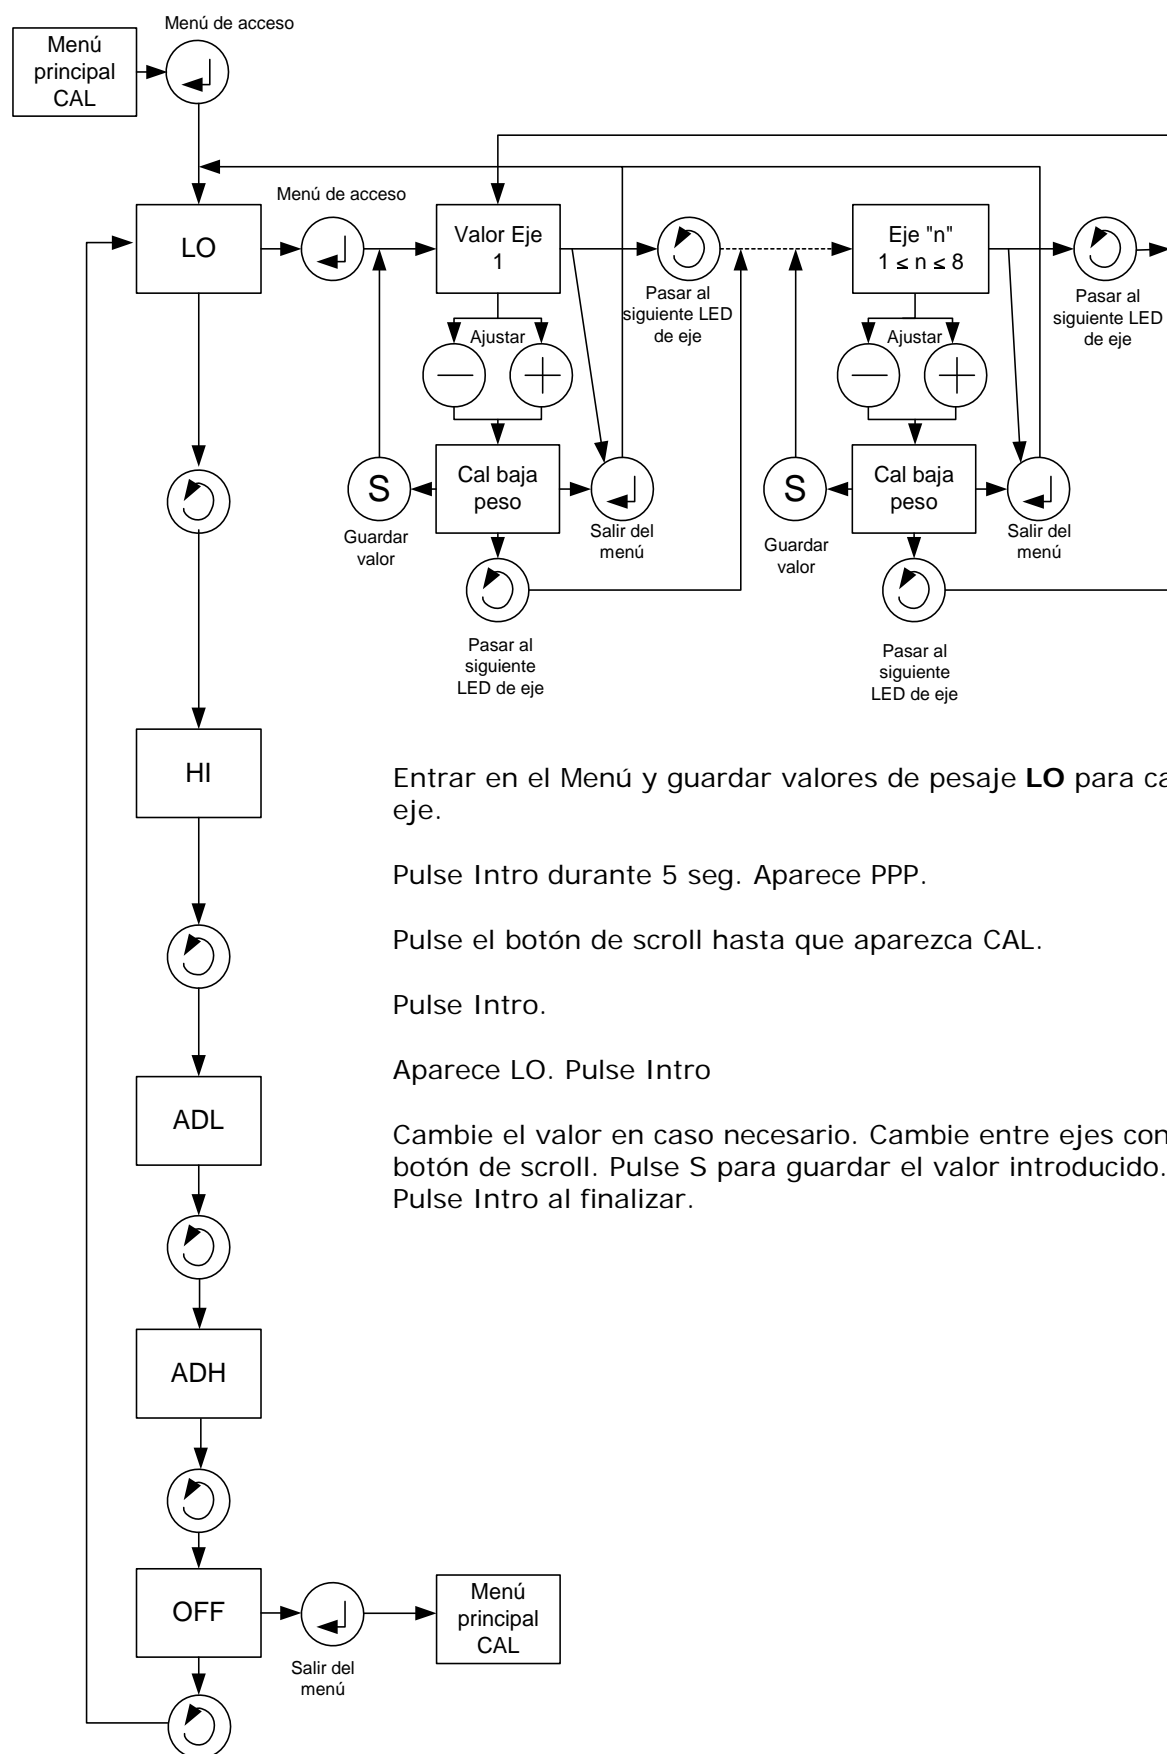 Menú de acceso
Menú
principal
CAL
Menú de acceso
LO
Valor Eje
1
Eje "n"
1 ≤ n ≤ 8
Pasar al
siguiente LED
de eje
Pasar al
siguiente LED
de eje
Ajustar
Ajustar
S
Cal baja
peso
S
Cal baja
peso
Guardar
valor
Salir del
menú
Guardar
valor
Salir del
menú
Pasar al
siguiente
LED de eje
Pasar al
siguiente
LED de eje
HI
Entrar en el Menú y guardar valores de pesaje LO para ca
eje.
Pulse Intro durante 5 seg. Aparece PPP.
Pulse el botón de scroll hasta que aparezca CAL.
Pulse Intro.
Aparece LO. Pulse Intro
ADL
Cambie el valor en caso necesario. Cambie entre ejes con
botón de scroll. Pulse S para guardar el valor introducido.
Pulse Intro al finalizar.
ADH
OFF
Menú
principal
CAL
Salir del
menú